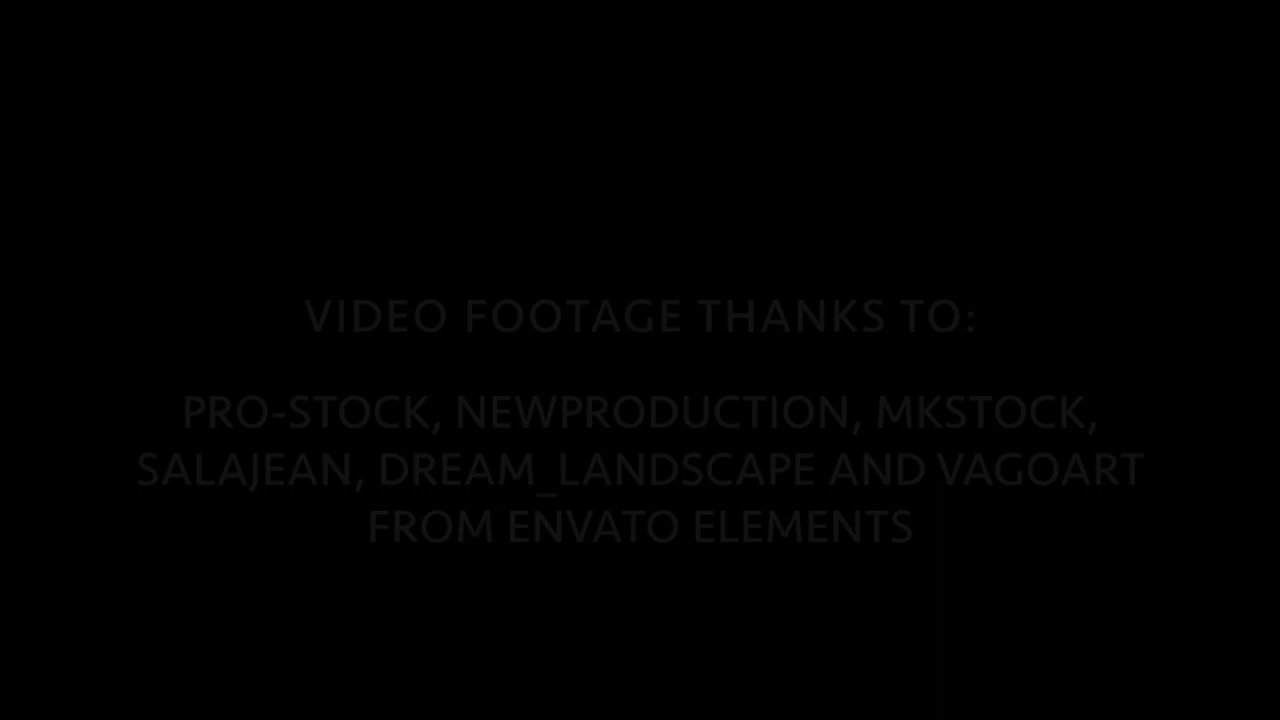 VIDEO FOOTAGE THANKS TO:
PRO-STOCK, NEWPRODUCTION, MKSTOCK,
SALAJEAN, DREAM_LANDSCAPE AND VAGOART
FROM ENVATO ELEMENTS